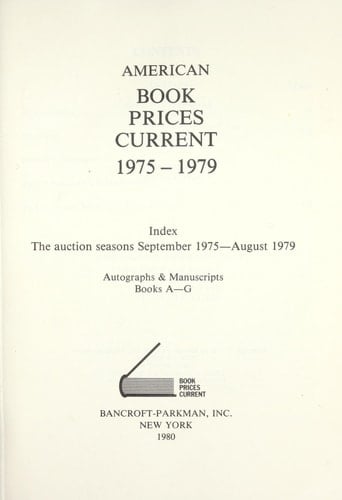 AMERICAN
BOOK
PRICES
CURRENT
1975 – 1979
Index
The auction seasons September 1975—August 1979
Autographs & Manuscripts
Books A—G
BOOK
PRICES
CURRENT
BANCROFT-PARKMAN, INC.
NEW YORK
1980